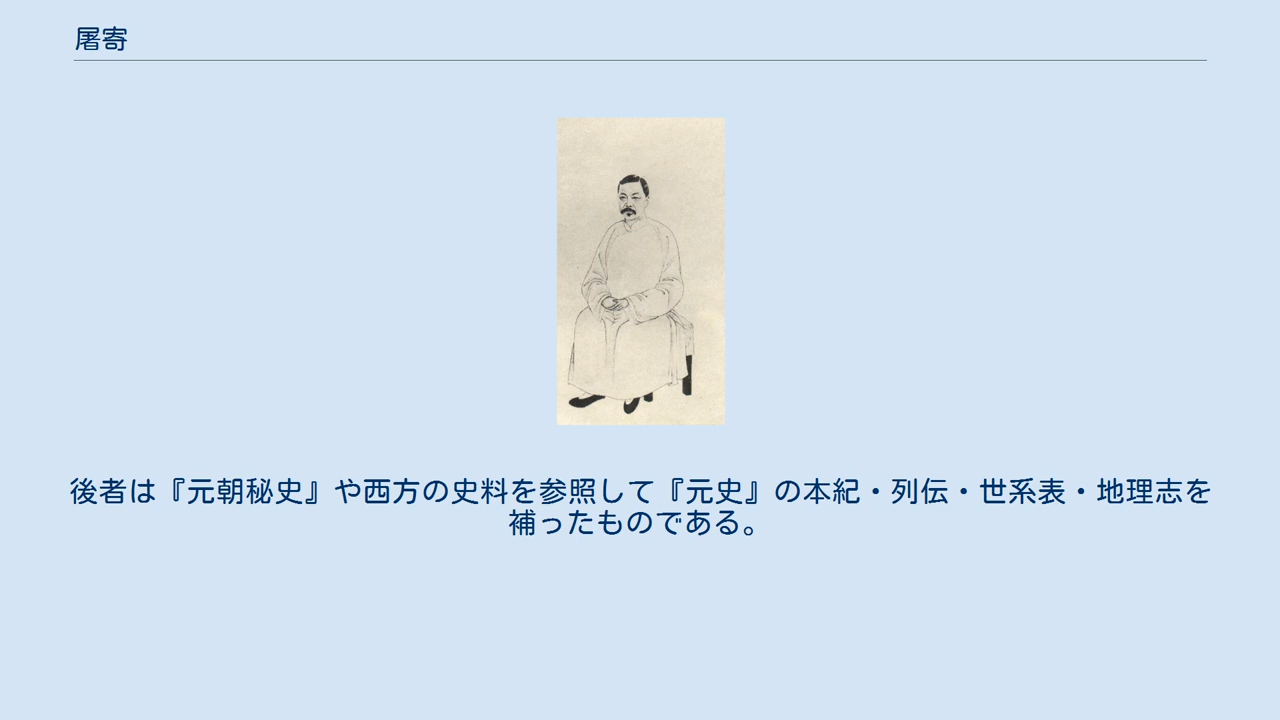 屠寄
後者は『元朝秘史』や西方の史料を参照して『元史』の本紀・列伝・世系表・地理志を
補ったものである。